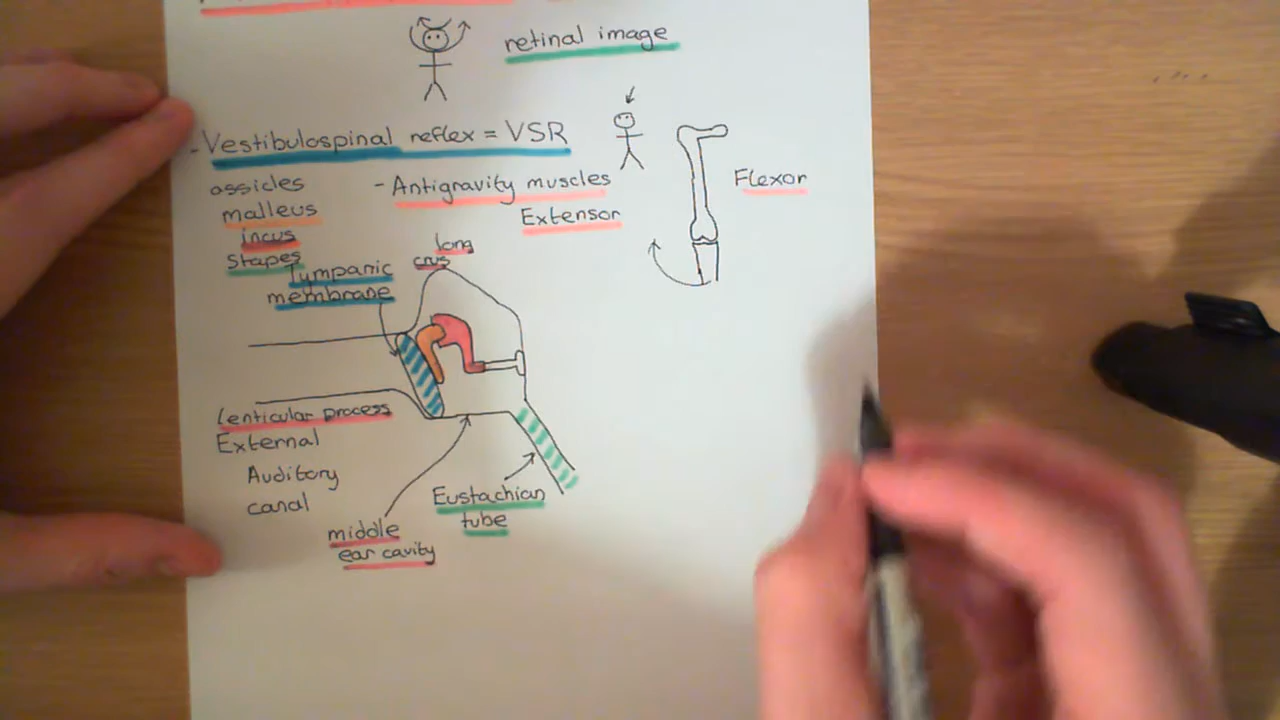 retinal image
- Vestibulospinal reflex = VSR
ossicles
malleus
incus
stapes
- Antigravity muscles
Extensor
Flexor
long
crus
Tympanic
membrane
Lenticular process
External
Auditory
canal
Eustachian
tube
middle
ear cavity